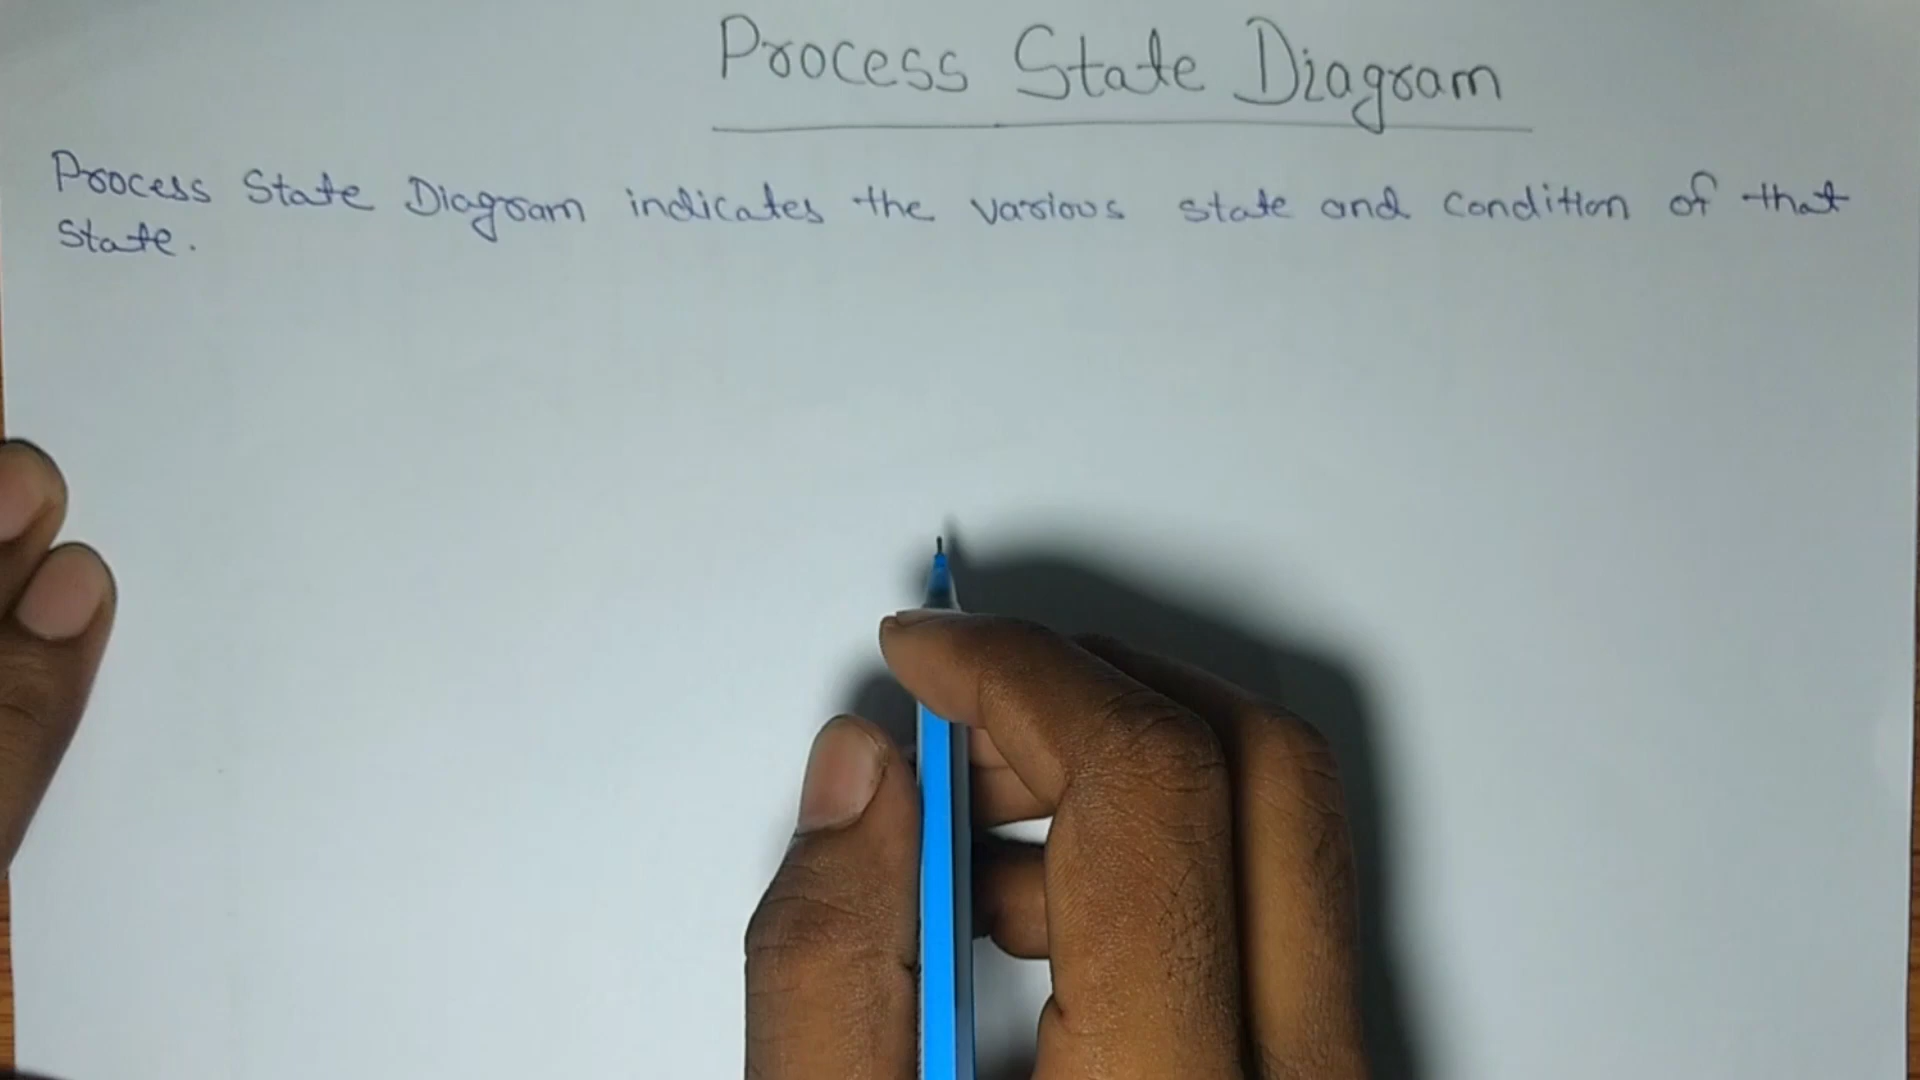 Process State Diagram
Process State Diagram indicates the various state and condition of that
state.